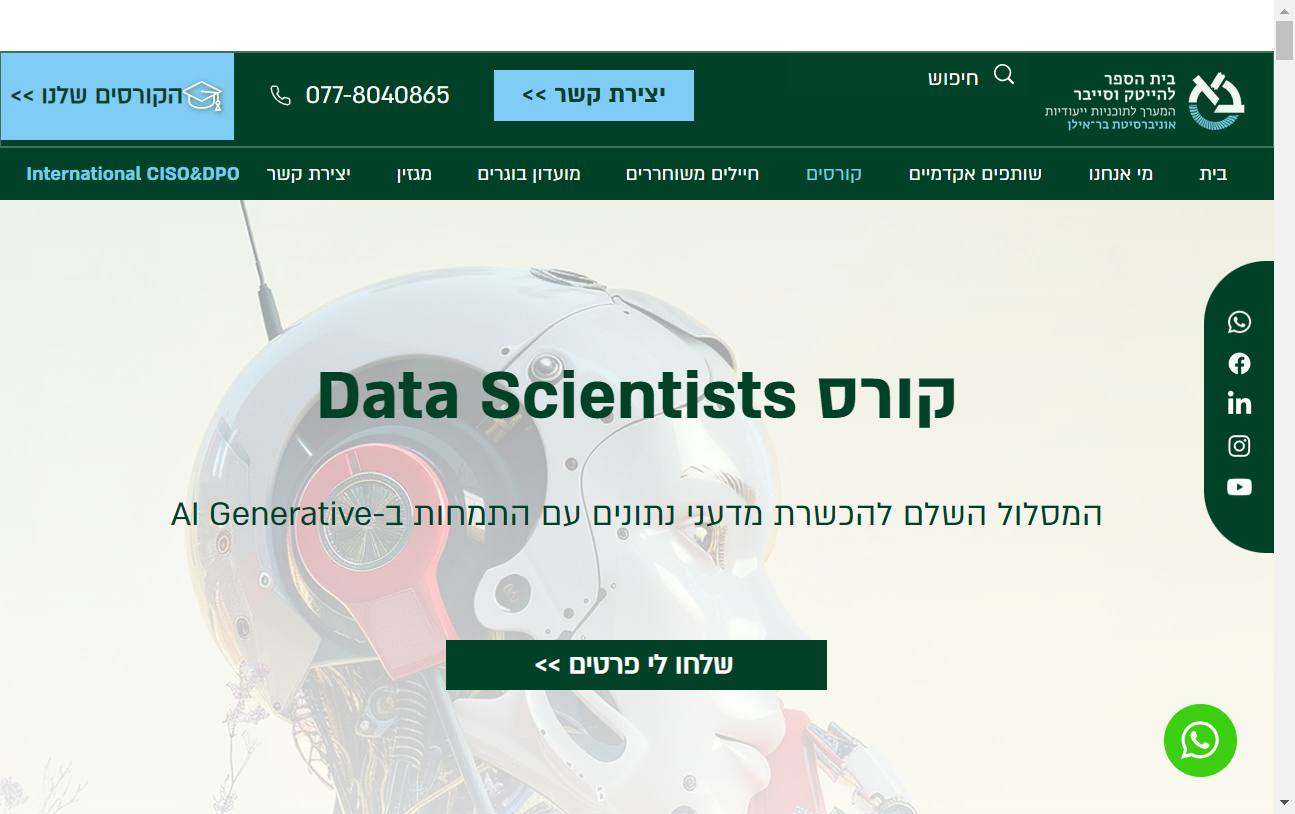 בית הספר
להייטק וסייבר
המערך לתוכניות ייעודיות
אוניברסיטת בר־אילן
חיפוש
יצירת קשר >>
077-8040865
הקורסים שלנו >>
בית
מי אנחנו
שותפים אקדמיים
קורסים
חיילים משוחררים
מועדון בוגרים
מגזין
יצירת קשר
International CISO&DPO
קורס Data Scientists
המסלול השלם להכשרת מדעני נתונים עם התמחות ב-AI Generative
שלחו לי פרטים >>